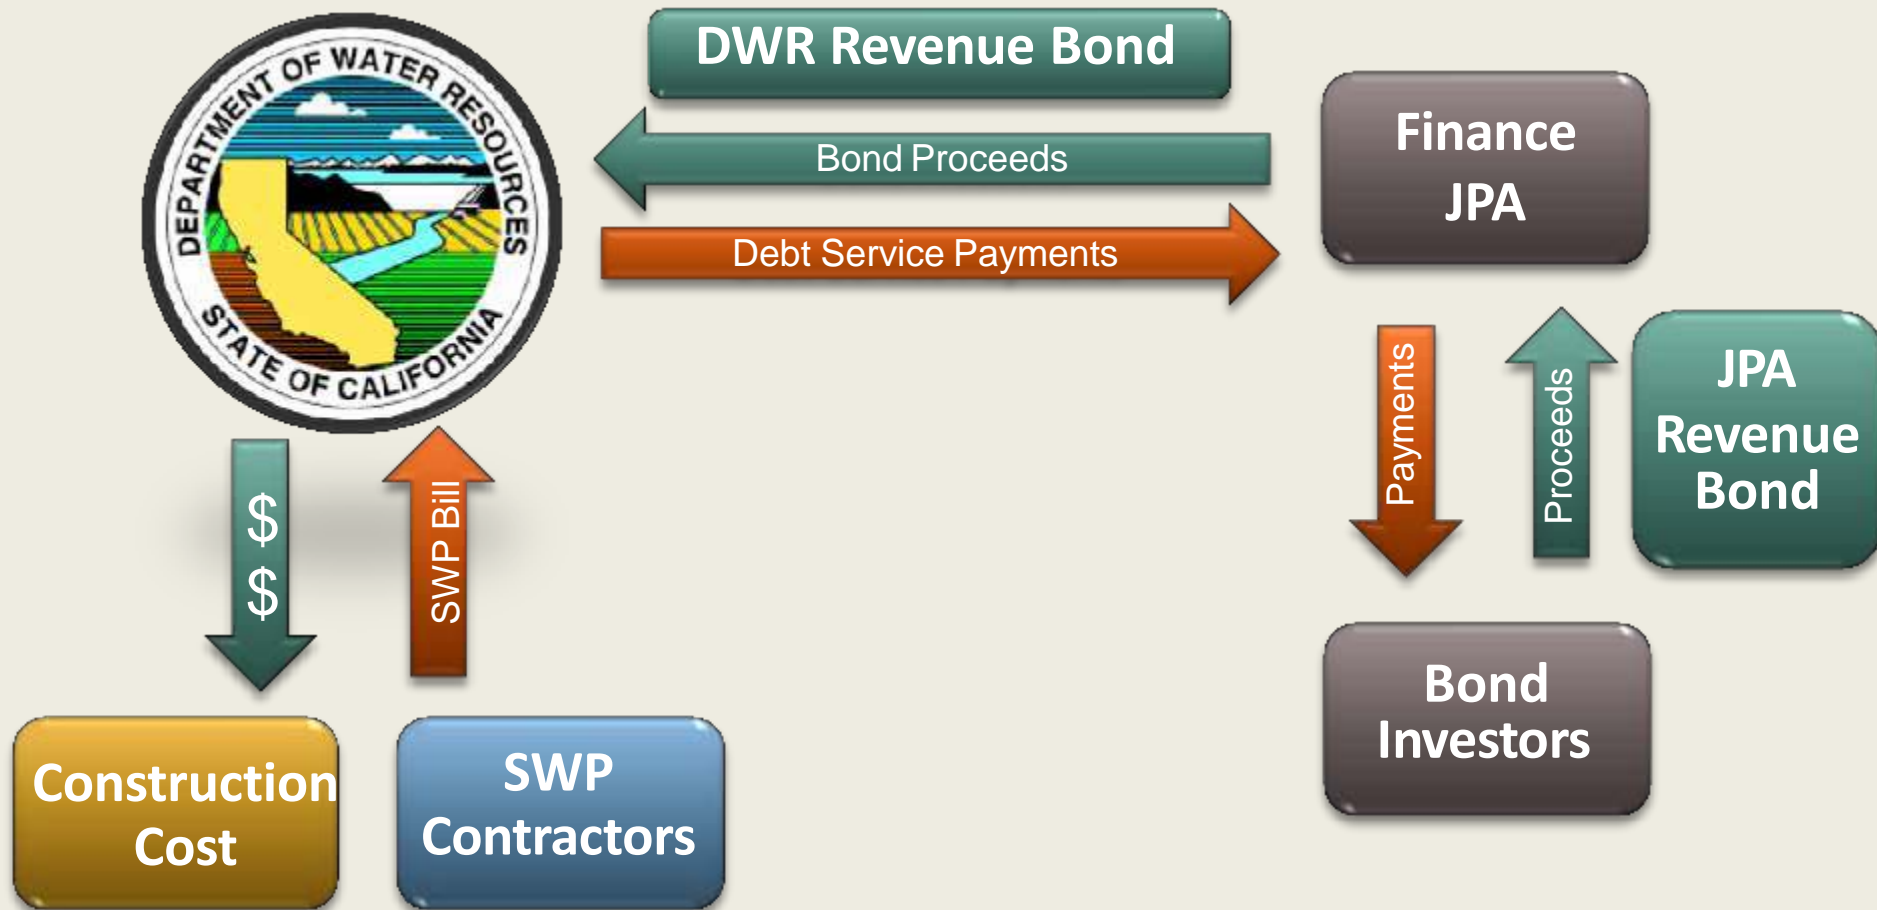 DEPARTMENT OF WATER RESOURCES
STATE OF CALIFORNIA
DWR Revenue Bond
Bond Proceeds
Debt Service Payments
Finance
JPA
Payments
Proceeds
JPA
Revenue
Bond
$
$
SWP Bill
Bond
Investors
Construction
Cost
SWP
Contractors